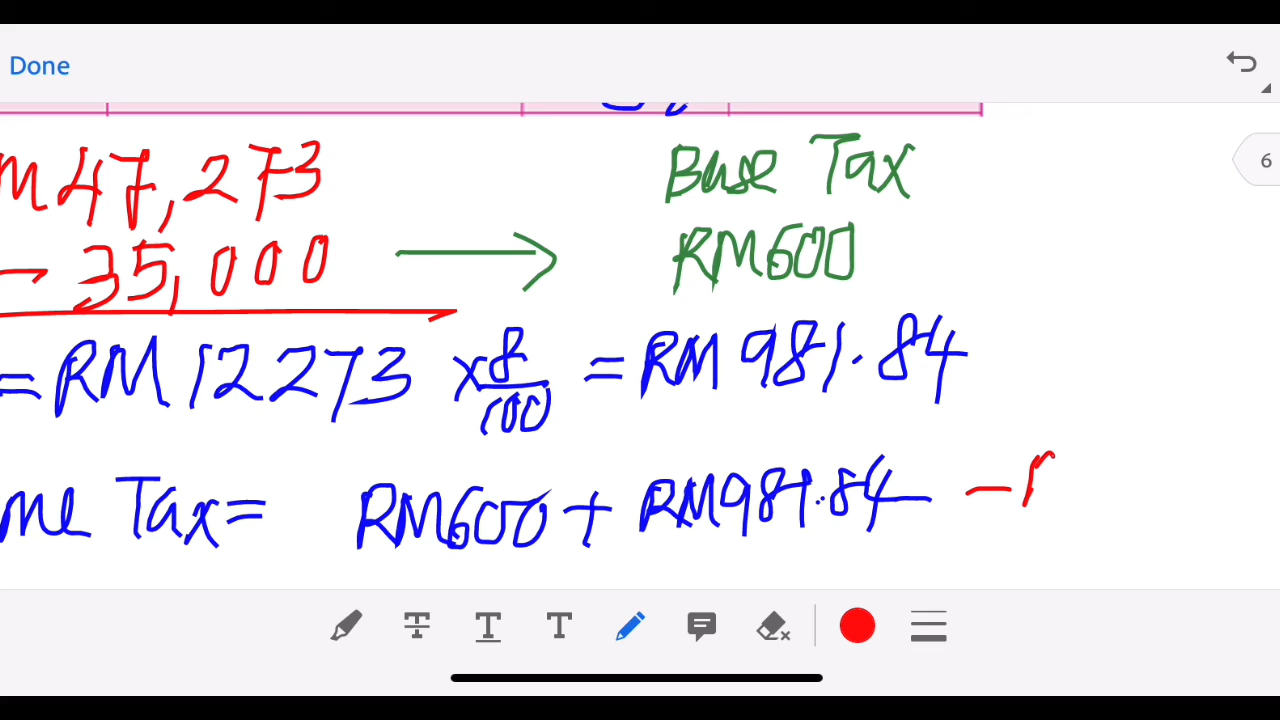 Done
M47,273
- 35,000
Base Tax
RM600
6
= RM12273 x 8/100 = RM981.84
me Tax = RM600 + RM981.84 - r
T T T